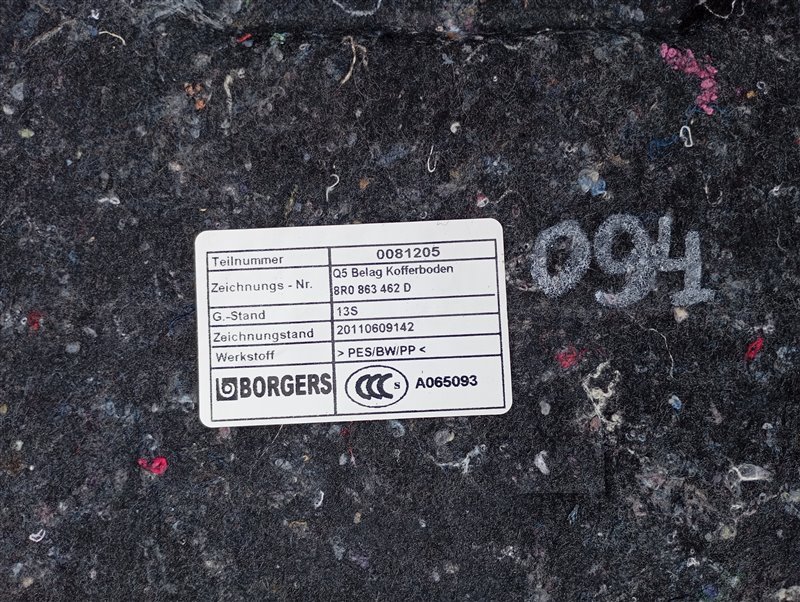 Teilnummer 0081205
Zeichnungs - Nr. Q5 Belag Kofferboden
8R0 863 462 D
G.-Stand 13S
Zeichnungstand 20110609142
Werkstoff > PES/BW/PP <
BORGERS CCC S A065093
094